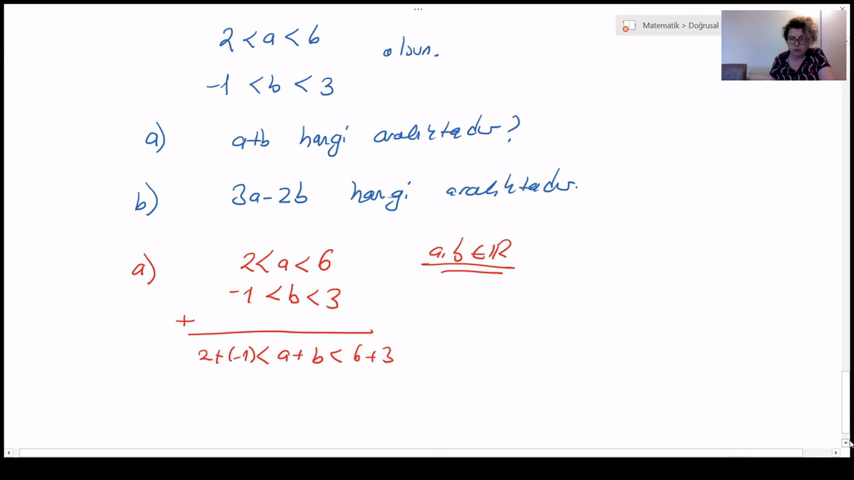 Matematik > Doğrusal
2 < a < 6 olsun.
-1 < b < 3
a) a+b hangi aralıktadır?
b) 3a-2b hangi aralıktadır.
a) 2 < a < 6 a,b ∈ ℝ
-1 < b < 3
+
2+(-1) < a+b < 6+3